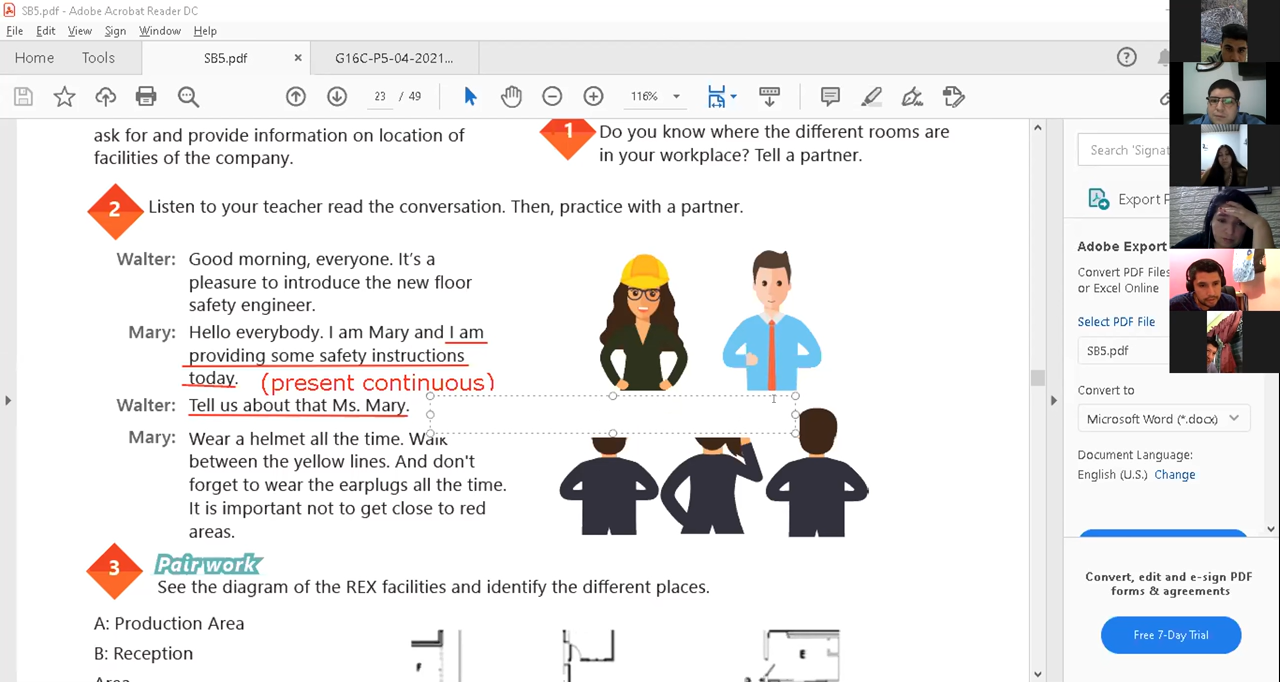 SB5.pdf - Adobe Acrobat Reader DC
File Edit View Sign Window Help
Home Tools SB5.pdf × G16C-P5-04-2021...
23 / 49 116%
ask for and provide information on location of
facilities of the company.
1 Do you know where the different rooms are
in your workplace? Tell a partner.
2 Listen to your teacher read the conversation. Then, practice with a partner.
Walter: Good morning, everyone. It's a
pleasure to introduce the new floor
safety engineer.
Mary: Hello everybody. I am Mary and I am
providing some safety instructions
today. (present continuous)
Walter: Tell us about that Ms. Mary.
Mary: Wear a helmet all the time. Walk
between the yellow lines. And don't
forget to wear the earplugs all the time.
It is important not to get close to red
areas.
3 Pair work
See the diagram of the REX facilities and identify the different places.
A: Production Area
B: Reception
Area
F
E
Search 'Signat
Export P
Adobe Export
Convert PDF Files
or Excel Online
Select PDF File
SB5.pdf
Convert to
Microsoft Word (*.docx)
Document Language:
English (U.S.) Change
Convert, edit and e-sign PDF
forms & agreements
Free 7-Day Trial